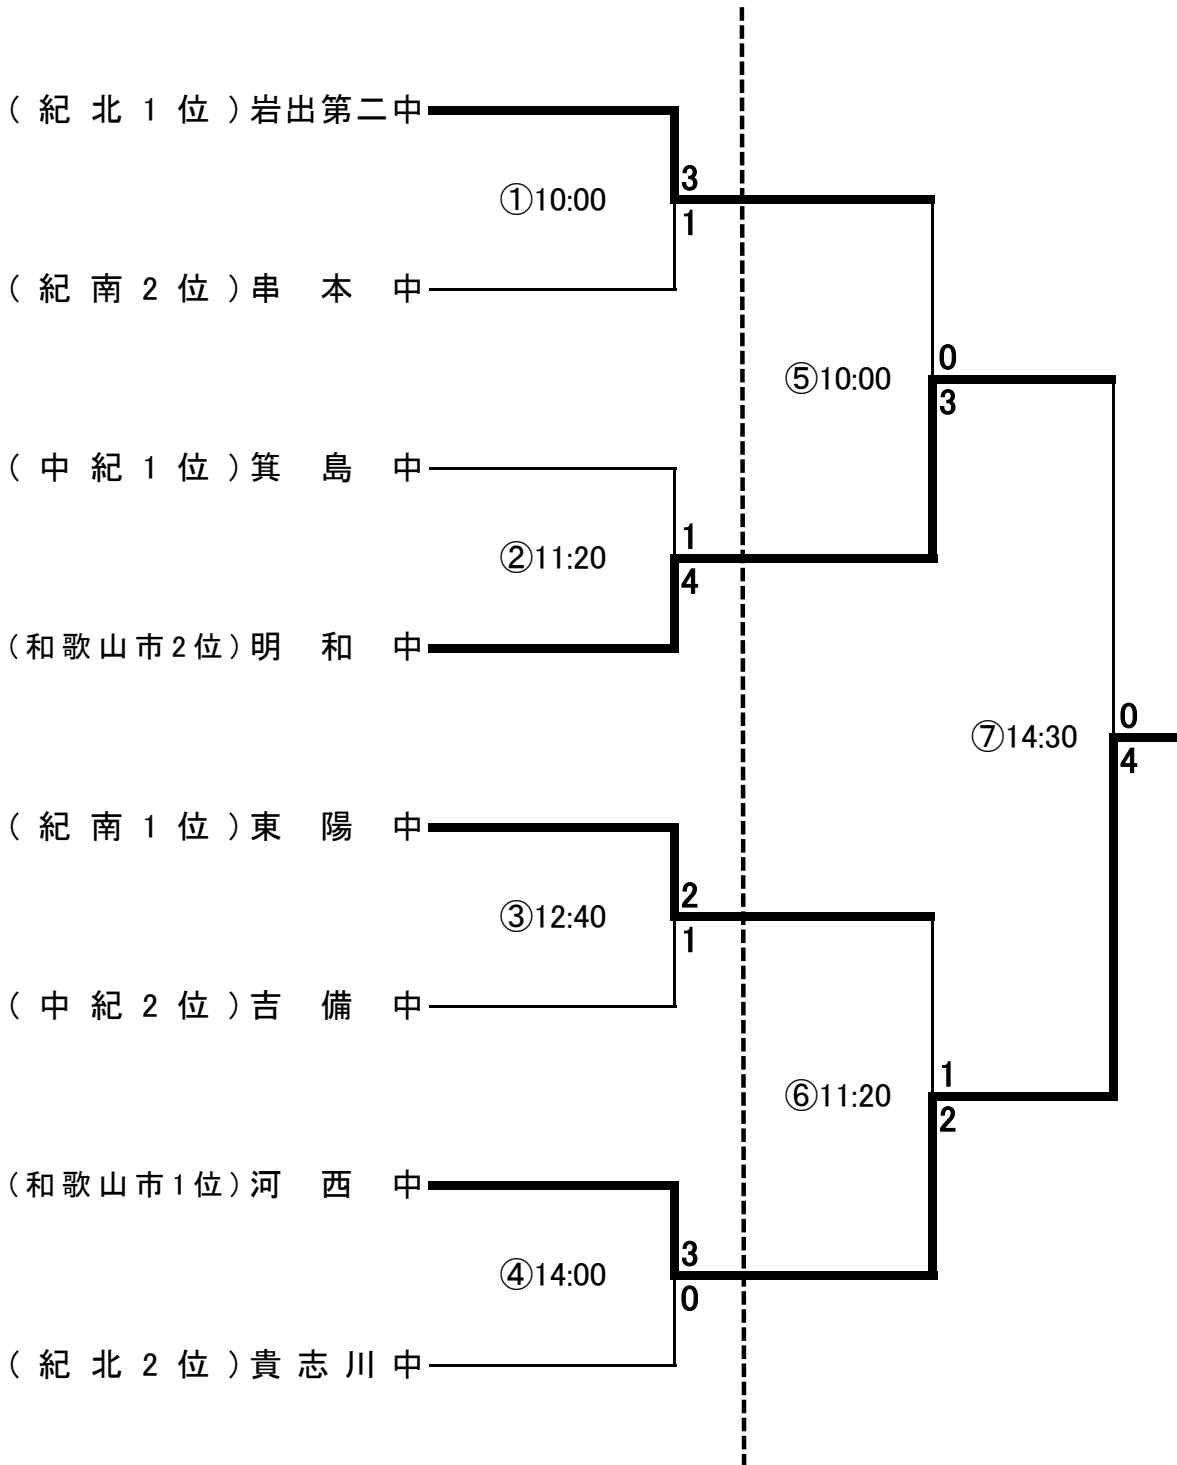 (紀北1位)岩出第二中
3
①10:00
1
(紀南2位)串本中
0
⑤10:00
3
(中紀1位)箕島中
1
②11:20
4
(和歌山市2位)明和中
0
⑦14:30
4
(紀南1位)東陽中
2
③12:40
1
(中紀2位)吉備中
1
⑥11:20
2
(和歌山市1位)河西中
3
④14:00
0
(紀北2位)貴志川中